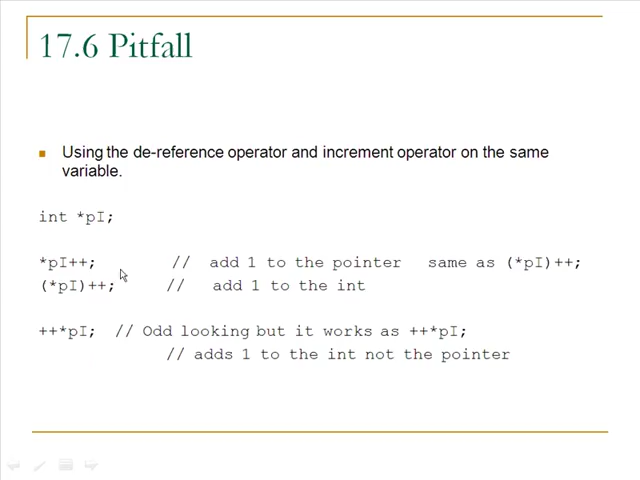 17.6 Pitfall
Using the de-reference operator and increment operator on the same
variable.
int *pI;
*pI++; // add 1 to the pointer same as (*pI)++;
(*pI)++; // add 1 to the int
++*pI; // Odd looking but it works as ++*pI;
// adds 1 to the int not the pointer